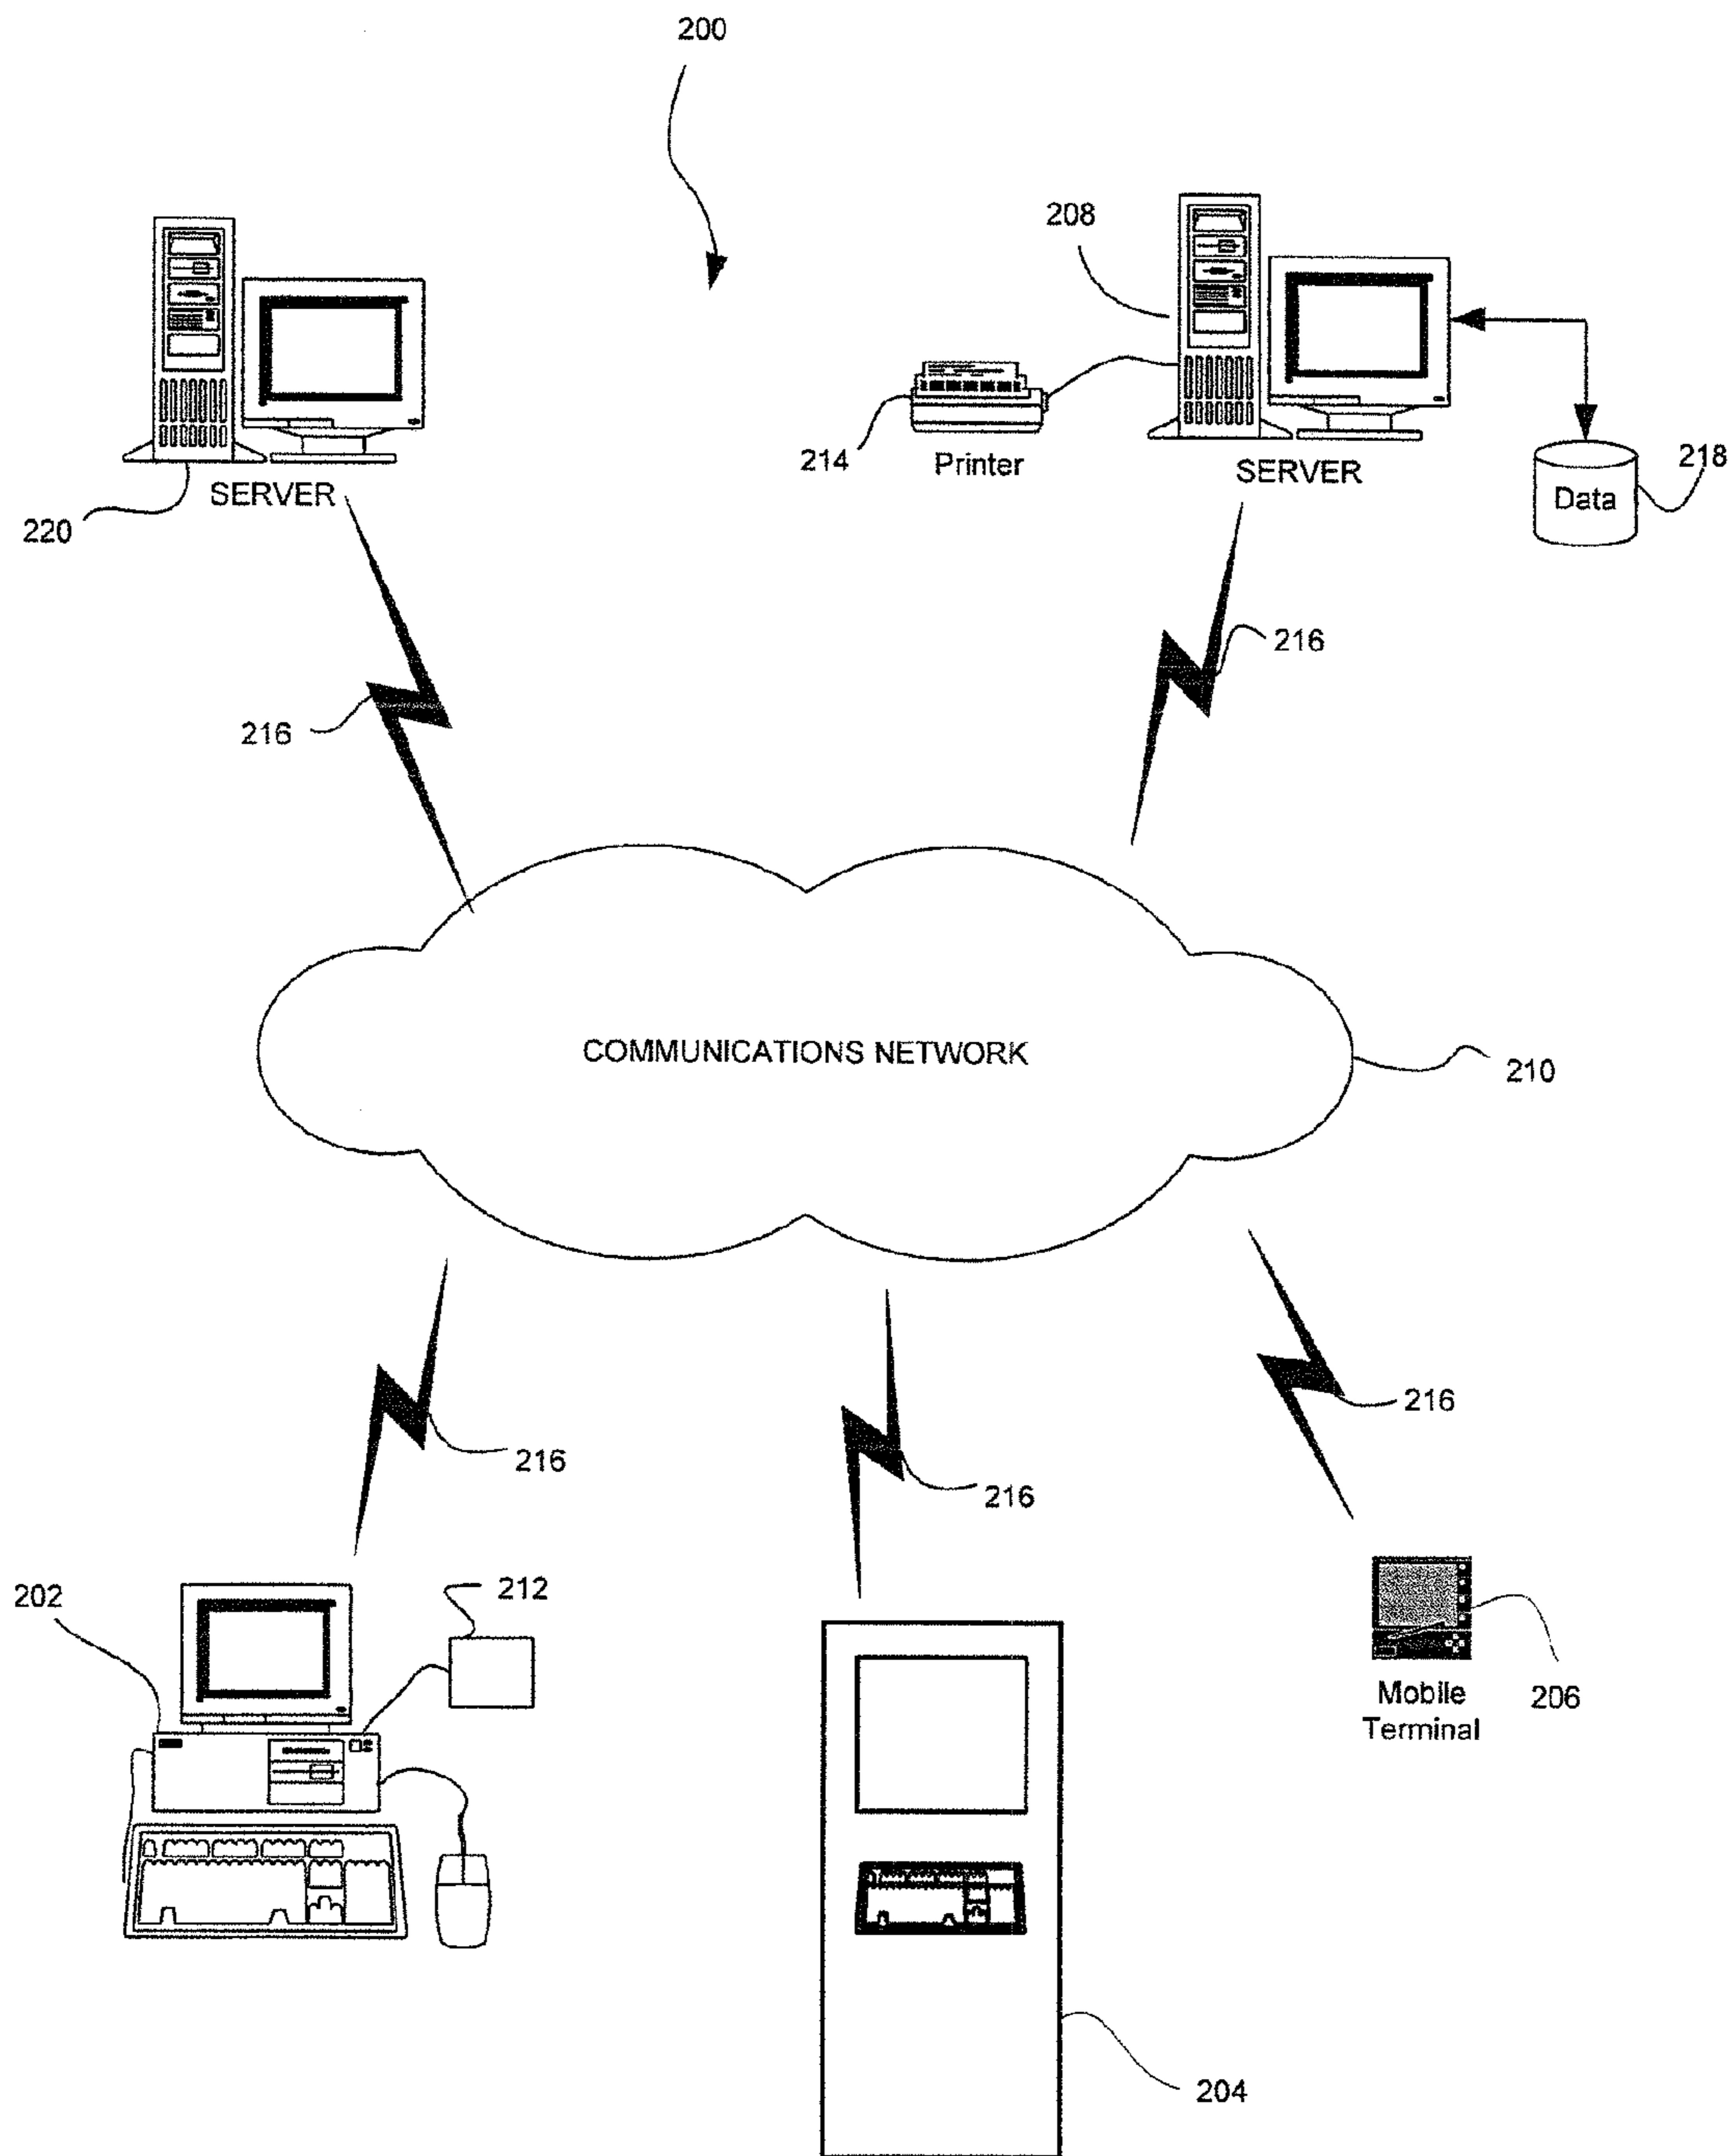 200
208
214
Printer
SERVER
218
Data
SERVER
220
216
216
COMMUNICATIONS NETWORK
210
216
216
216
202
212
Mobile
Terminal
206
204